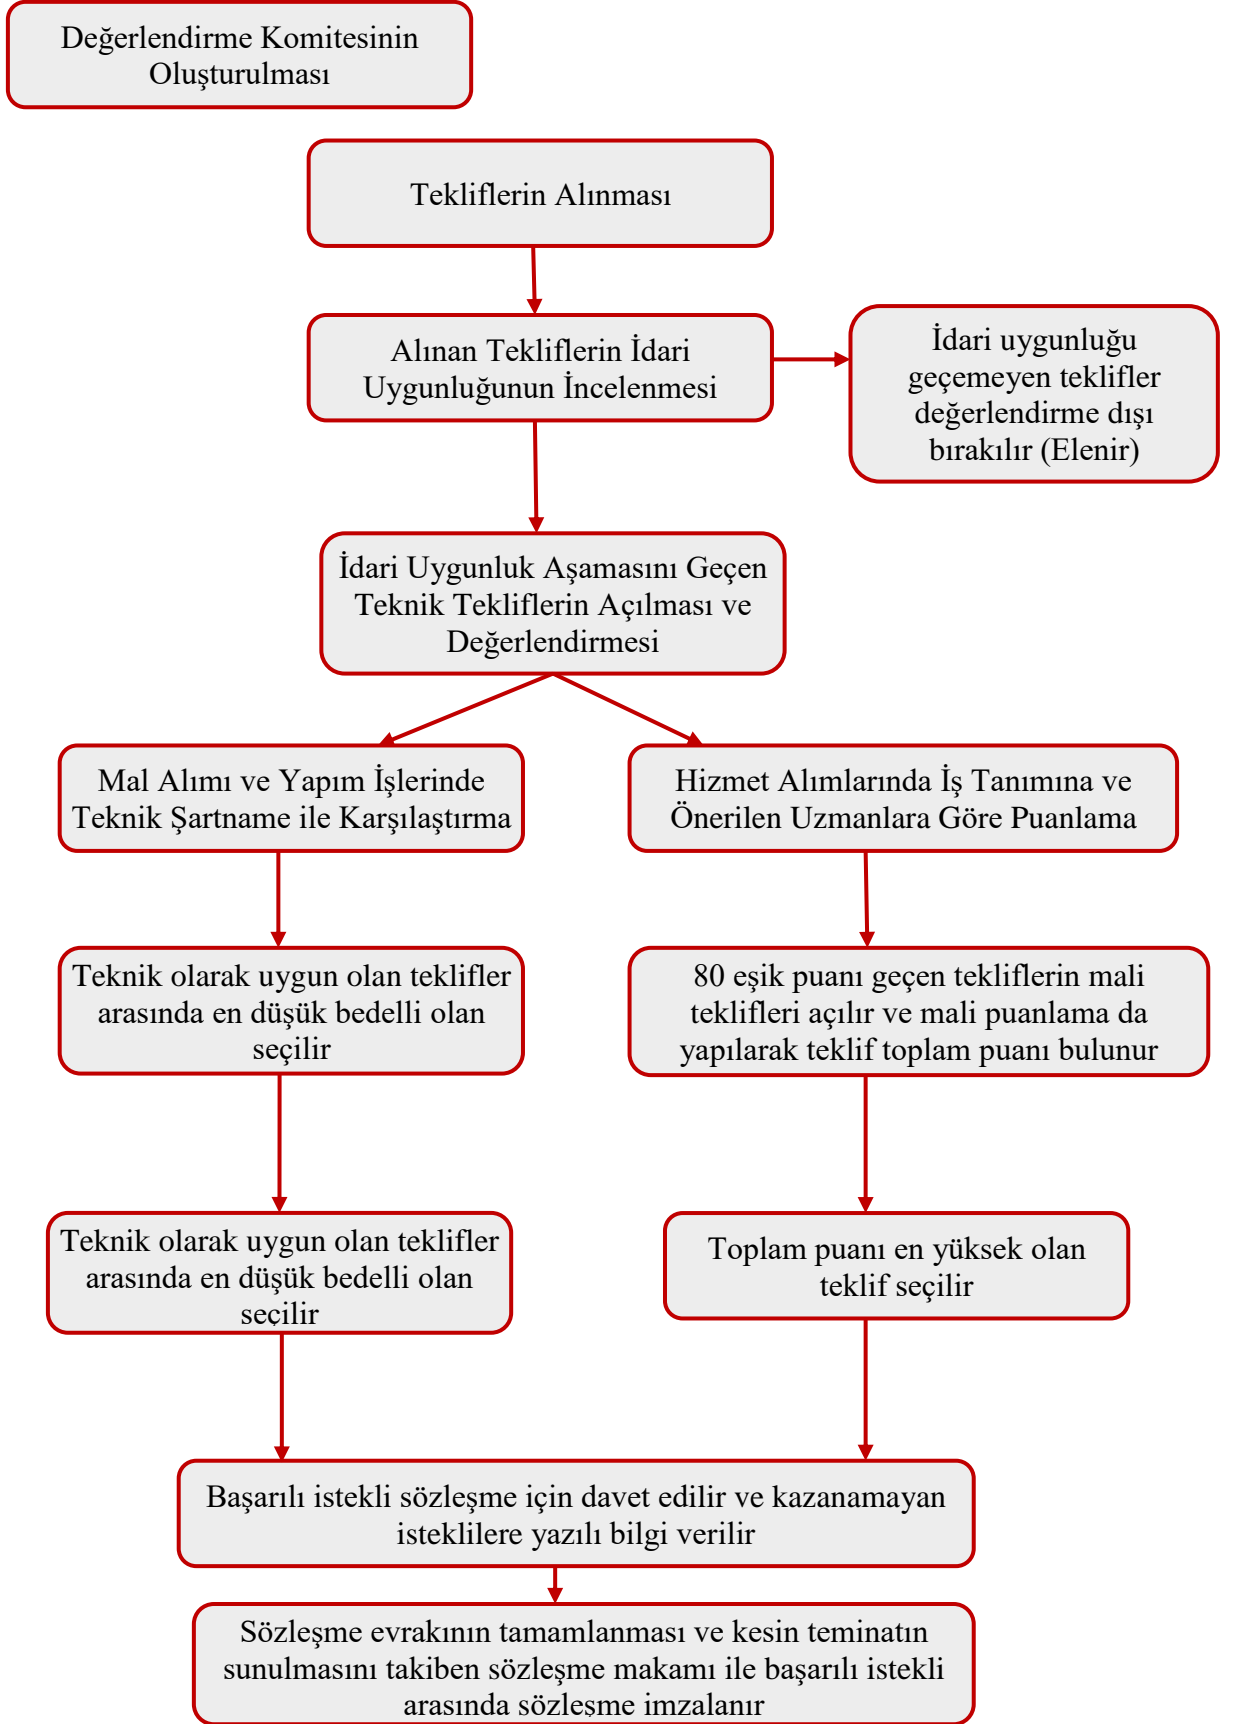 Değerlendirme Komitesinin
Oluşturulması
Tekliflerin Alınması
Alınan Tekliflerin İdari
Uygunluğunun İncelenmesi
İdari uygunluğu
geçemeyen teklifler
değerlendirme dışı
bırakılır (Elenir)
İdari Uygunluk Aşamasını Geçen
Teknik Tekliflerin Açılması ve
Değerlendirmesi
Mal Alımı ve Yapım İşlerinde
Teknik Şartname ile Karşılaştırma
Hizmet Alımlarında İş Tanımına ve
Önerilen Uzmanlara Göre Puanlama
Teknik olarak uygun olan teklifler
arasında en düşük bedelli olan
seçilir
80 eşik puanı geçen tekliflerin mali
teklifleri açılır ve mali puanlama da
yapılarak teklif toplam puanı bulunur
Teknik olarak uygun olan teklifler
arasında en düşük bedelli olan
seçilir
Toplam puanı en yüksek olan
teklif seçilir
Başarılı istekli sözleşme için davet edilir ve kazanamayan
isteklilere yazılı bilgi verilir
Sözleşme evrakının tamamlanması ve kesin teminatın
sunulmasını takiben sözleşme makamı ile başarılı istekli
arasında sözleşme imzalanır